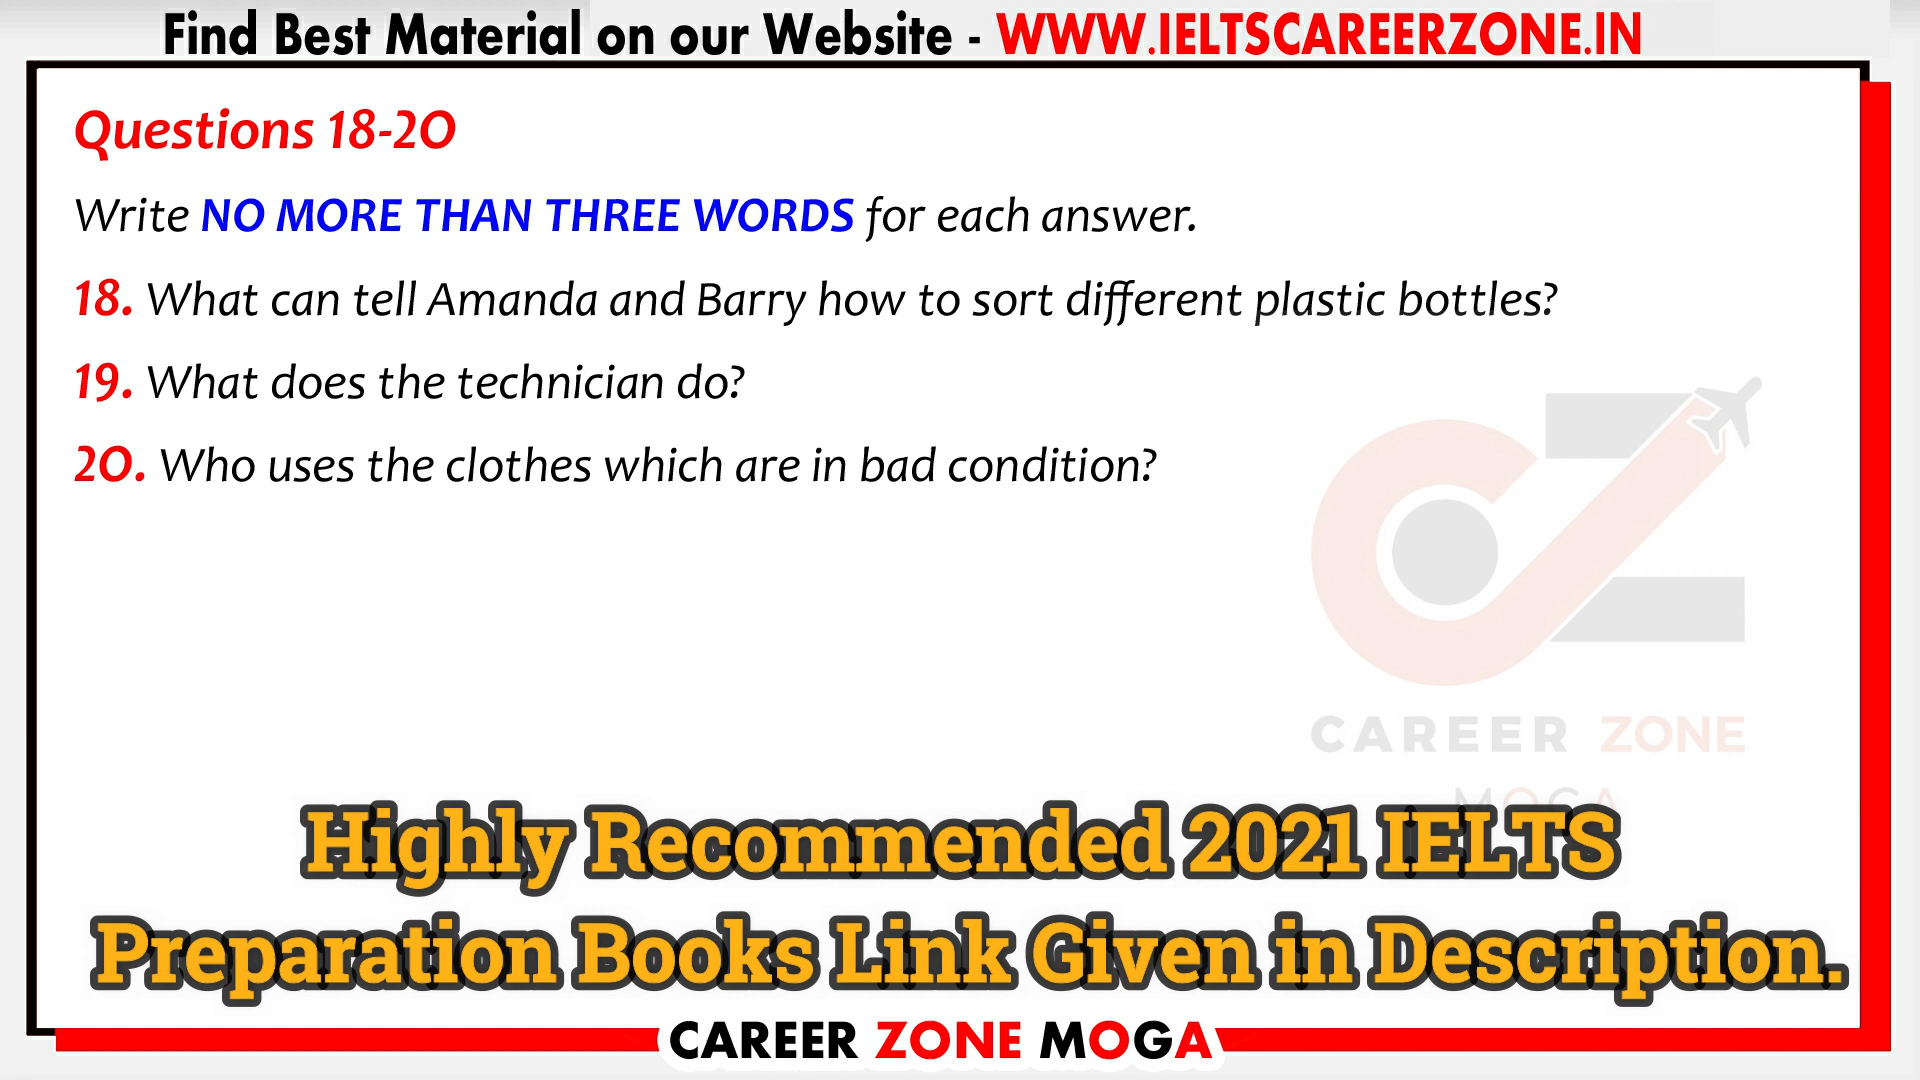 Find Best Material on our Website - WWW.IELTSCAREERZONE.IN
Questions 18-20
Write NO MORE THAN THREE WORDS for each answer.
18. What can tell Amanda and Barry how to sort different plastic bottles?
19. What does the technician do?
20. Who uses the clothes which are in bad condition?
CAREER ZONE
MOGA
Highly Recommended 2021 IELTS
Preparation Books Link Given in Description.
CAREER ZONE MOGA